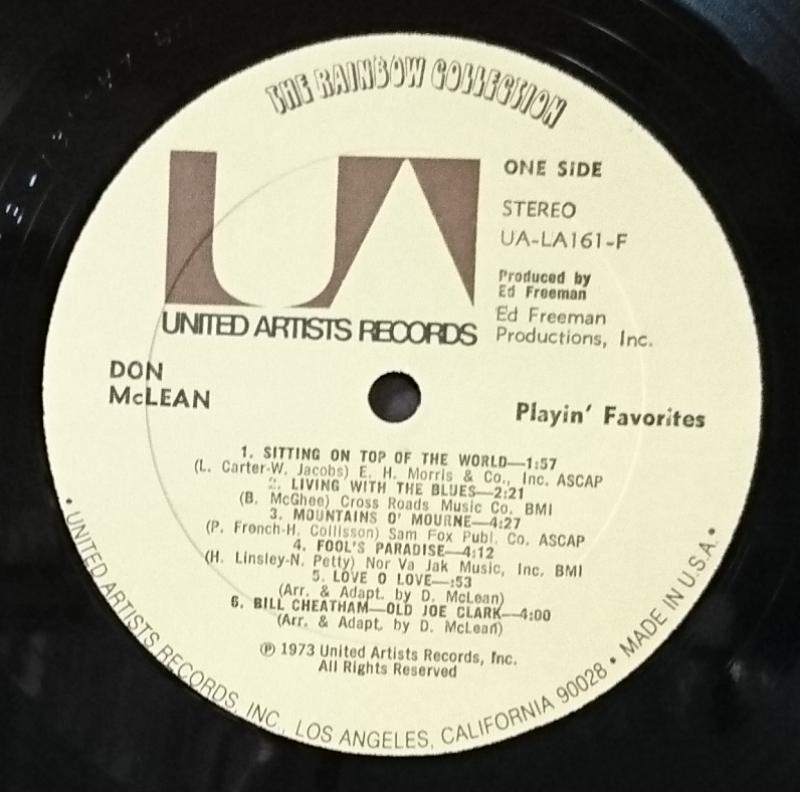 THE RAINBOW COLLECTION
UA
UNITED ARTISTS RECORDS
ONE SIDE
STEREO
UA-LA161-F
Produced by
Ed Freeman
Ed Freeman
Productions, Inc.
DON
McLEAN
Playin' Favorites
1. SITTING ON TOP OF THE WORLD—1:57
(L. Carter-W. Jacobs) E. H. Morris & Co., Inc. ASCAP
2. LIVING WITH THE BLUES—2:21
(B. McGhee) Cross Roads Music Co. BMI
3. MOUNTAINS O' MOURNE—4:27
(P. French-H. Collisson) Sam Fox Publ. Co. ASCAP
4. FOOL'S PARADISE—4:12
(H. Linsley-N. Petty) Nor Va Jak Music, Inc. BMI
5. LOVE O LOVE—:53
(Arr. & Adapt. by D. McLean)
6. BILL CHEATHAM—OLD JOE CLARK—4:00
(Arr. & Adapt. by D. McLean)
℗ 1973 United Artists Records, Inc.
All Rights Reserved
• UNITED ARTISTS RECORDS, INC., LOS ANGELES, CALIFORNIA 90028 • MADE IN U.S.A. •